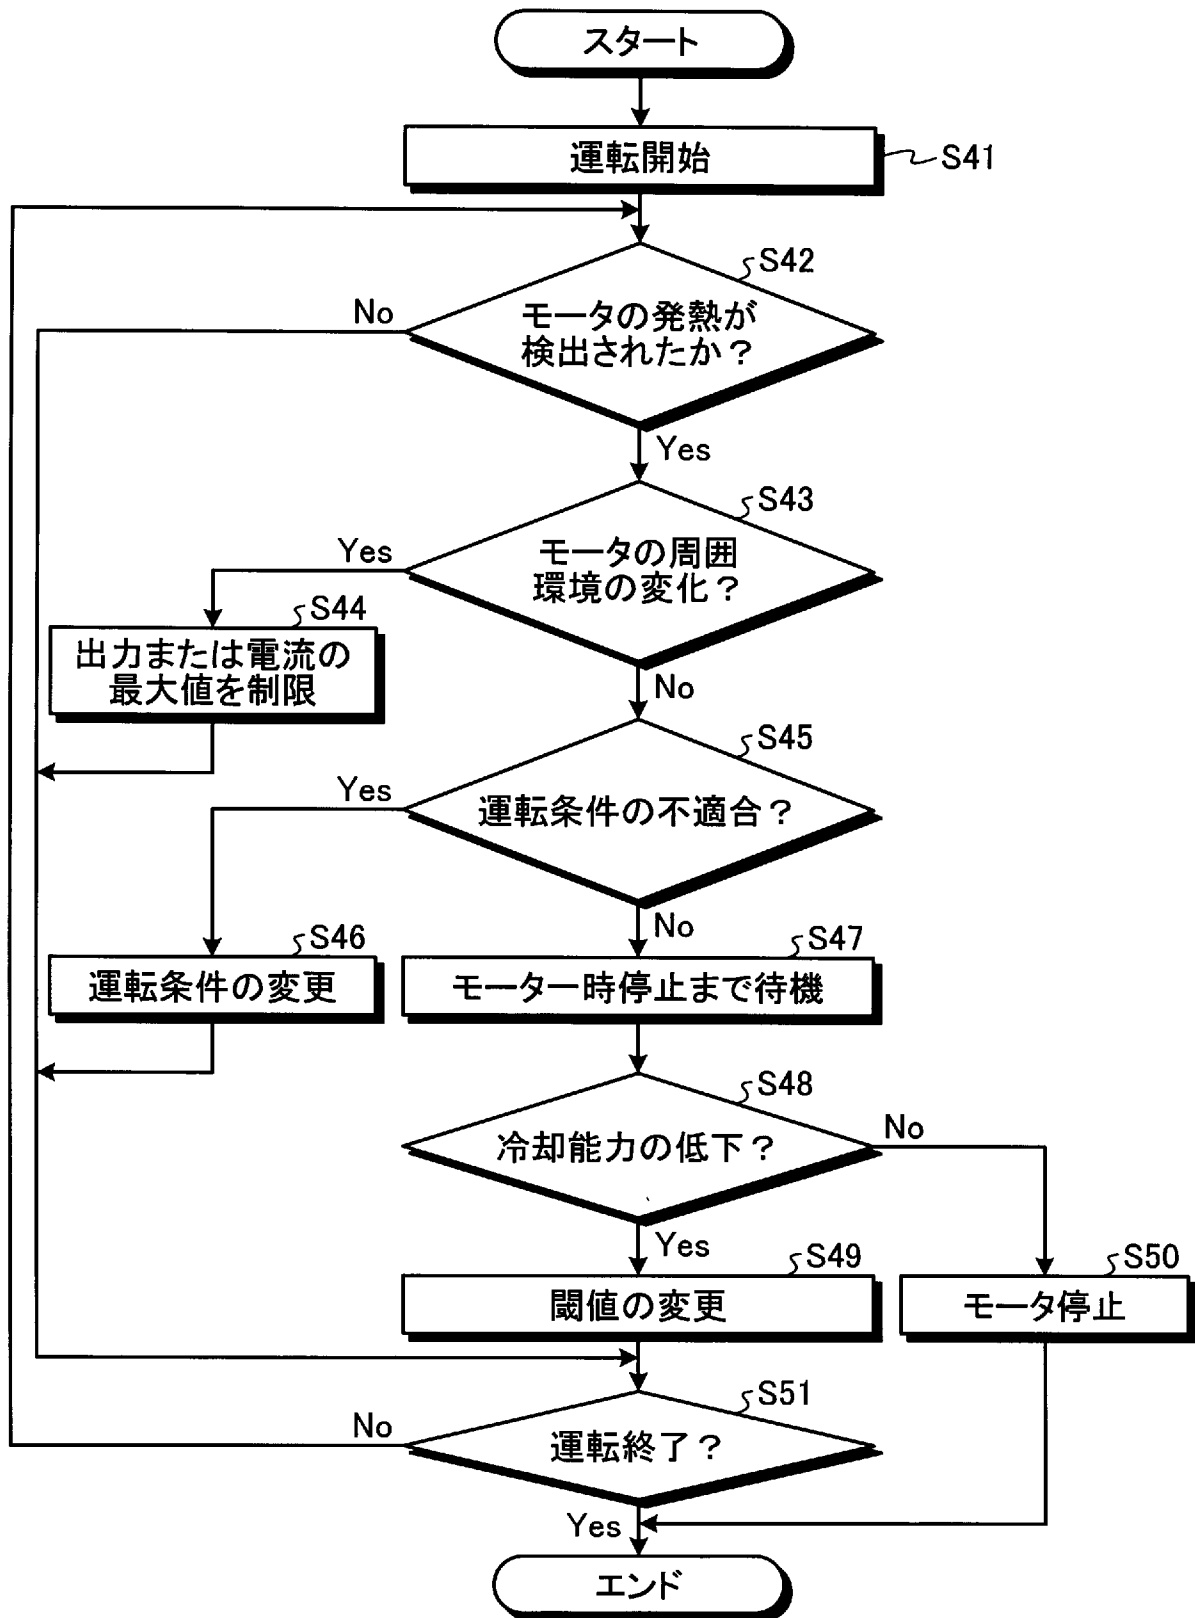 スタート
運転開始
S41
S42
モータの発熱が
検出されたか？
No
Yes
S43
モータの周囲
環境の変化？
Yes
No
S44
出力または電流の
最大値を制限
S45
運転条件の不適合？
Yes
No
S46
運転条件の変更
S47
モータ一時停止まで待機
S48
冷却能力の低下？
No
Yes
S49
閾値の変更
S50
モータ停止
S51
運転終了？
No
Yes
エンド